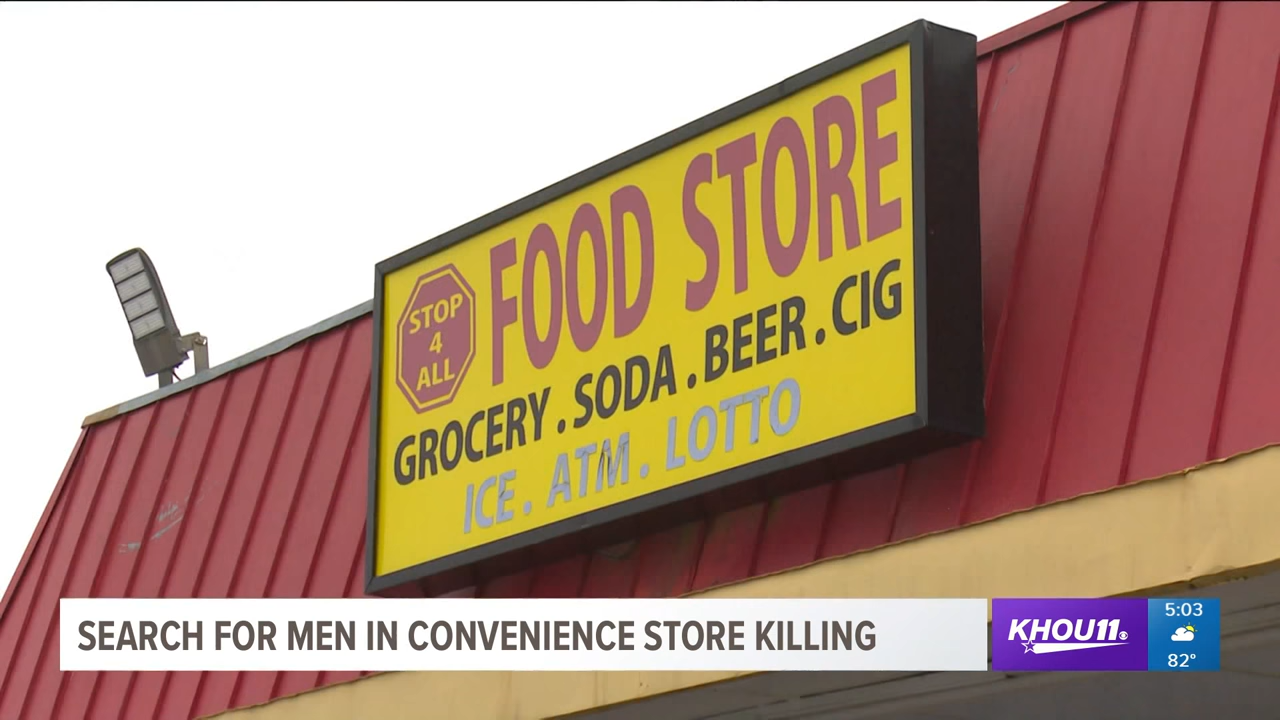 STOP
4
ALL
FOOD STORE
GROCERY . SODA . BEER . CIG
ICE . ATM . LOTTO
SEARCH FOR MEN IN CONVENIENCE STORE KILLING
KHOU11
5:03
82°